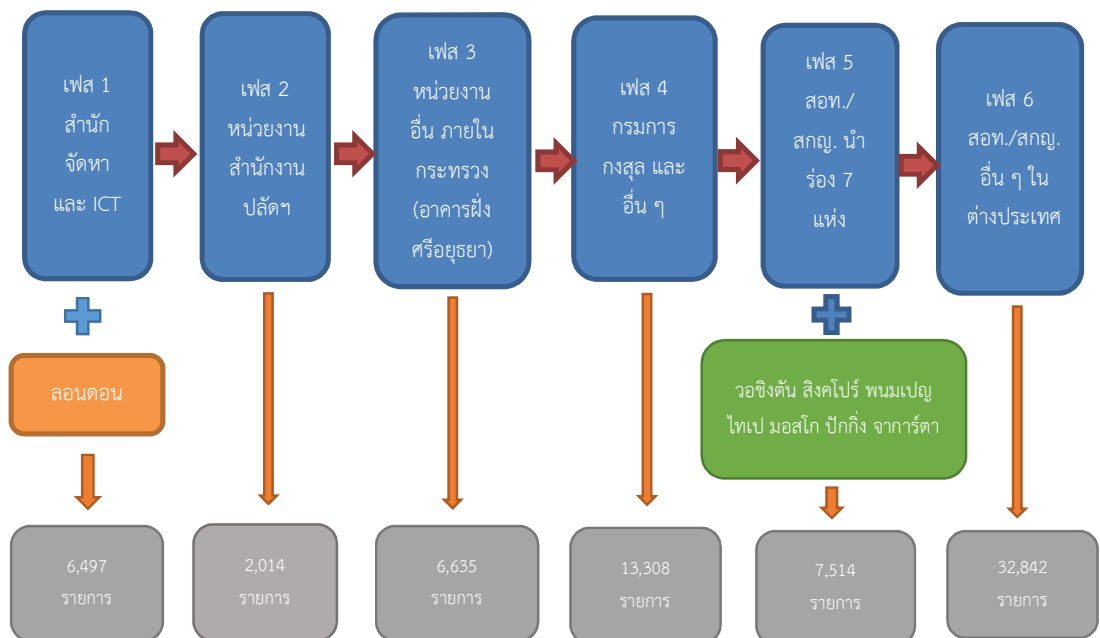 เฟส 1
สำนัก
จัดหา
และ ICT
เฟส 2
หน่วยงาน
สำนักงาน
ปลัดฯ
เฟส 3
หน่วยงาน
อื่น ภายใน
กระทรวง
(อาคารฝั่ง
ศรีอยุธยา)
เฟส 4
กรมการ
กงสุล และ
อื่น ๆ
เฟส 5
สอท./
สกญ. นำ
ร่อง 7
แห่ง
เฟส 6
สอท./สกญ.
อื่น ๆ ใน
ต่างประเทศ
ลอนดอน
วอชิงตัน สิงคโปร์ พนมเปญ
ไทเป มอสโก ปักกิ่ง จาการ์ตา
6,497
รายการ
2,014
รายการ
6,635
รายการ
13,308
รายการ
7,514
รายการ
32,842
รายการ